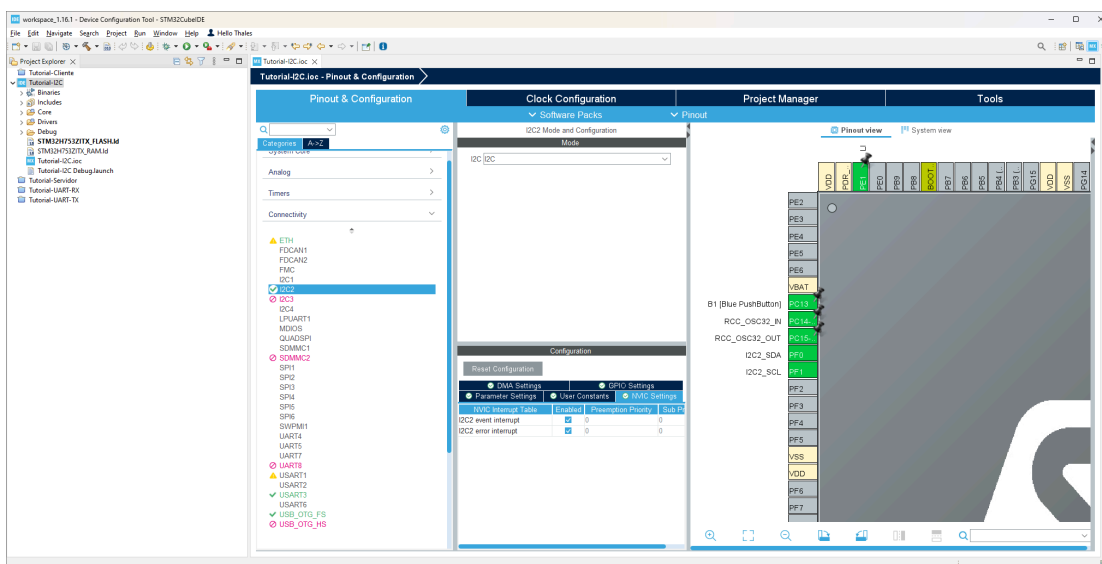 workspace_1.16.1 - Device Configuration Tool - STM32CubeIDE
File Edit Navigate Search Project Run Window Help Hello Thales
Project Explorer
Tutorial-Cliente
Tutorial-I2C
Binaries
Includes
Core
Drivers
Debug
STM32H753ZITX_FLASH.ld
STM32H753ZITX_RAM.ld
Tutorial-I2C.ioc
Tutorial-I2C Debug.launch
Tutorial-Servidor
Tutorial-UART-RX
Tutorial-UART-TX
Tutorial-I2C.ioc
Tutorial-I2C.ioc - Pinout & Configuration
Pinout & Configuration
Clock Configuration
Project Manager
Tools
Software Packs
Pinout
Categories A->Z
System Core
Analog
Timers
Connectivity
ETH
FDCAN1
FDCAN2
FMC
I2C1
I2C2
I2C3
I2C4
LPUART1
MDIOS
QUADSPI
SDMMC1
SDMMC2
SPI1
SPI2
SPI3
SPI4
SPI5
SPI6
SWPMI1
UART4
UART5
UART7
UART8
USART1
USART2
USART3
USART6
USB_OTG_FS
USB_OTG_HS
I2C2 Mode and Configuration
Mode
I2C I2C
Configuration
Reset Configuration
DMA Settings GPIO Settings
Parameter Settings User Constants NVIC Settings
NVIC Interrupt Table Enabled Preemption Priority Sub Pr
I2C2 event interrupt 0 0
I2C2 error interrupt 0 0
Pinout view System view
VDD
PDR_..
PE1
PE0
PB9
PB8
BOOT
PB7
PB6
PB5
PB4 (..
PB3 (..
PG15
VDD
VSS
PG14
PE2
PE3
PE4
PE5
PE6
VBAT
B1 [Blue PushButton] PC13
RCC_OSC32_IN PC14-
RCC_OSC32_OUT PC15-
I2C2_SDA PF0
I2C2_SCL PF1
PF2
PF3
PF4
PF5
VSS
VDD
PF6
PF7